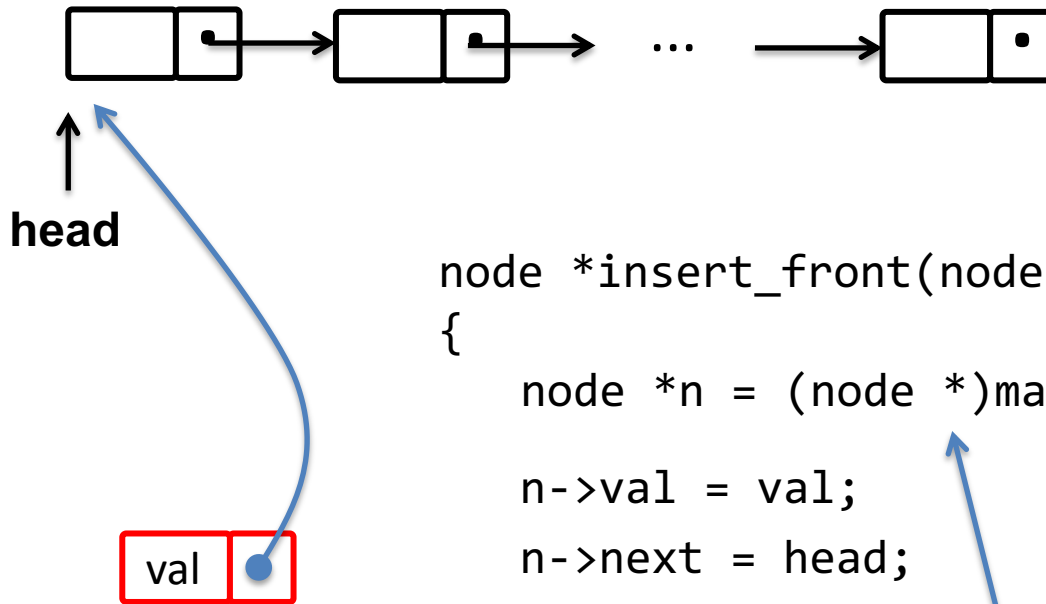 ...
head
node *insert_front(node
{
node *n = (node *)ma
n->val = val;
n->next = head;
val